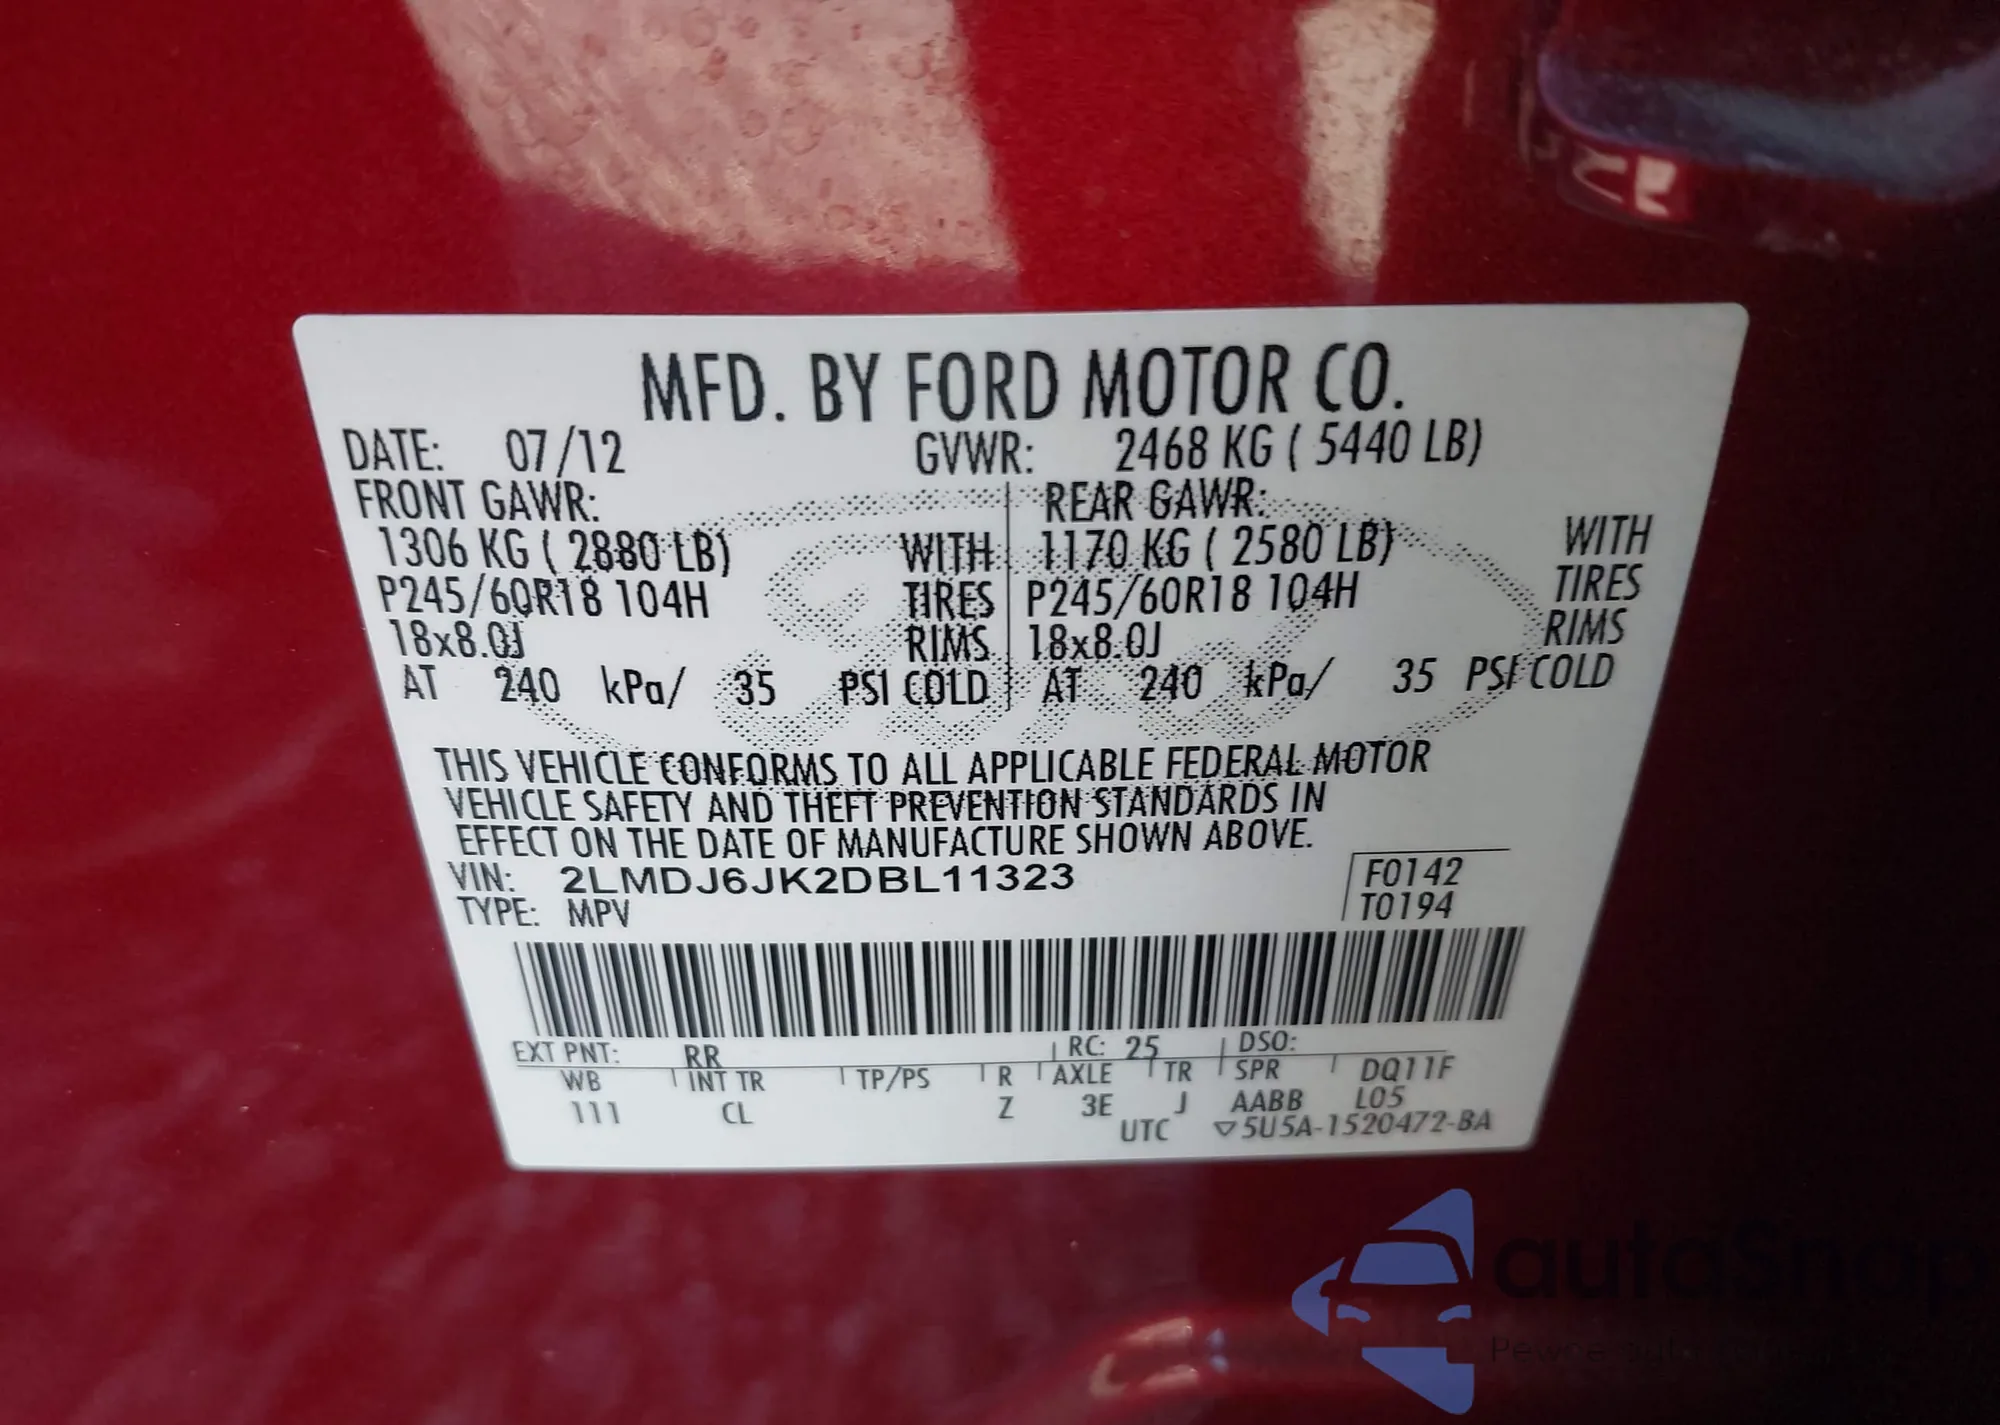 MFD. BY FORD MOTOR CO.
DATE: 07/12 GVWR: 2468 KG ( 5440 LB)
FRONT GAWR: REAR GAWR:
1306 KG ( 2880 LB) WITH 1170 KG ( 2580 LB) WITH
P245/60R18 104H TIRES P245/60R18 104H TIRES
18x8.0J RIMS 18x8.0J RIMS
AT 240 kPa/ 35 PSI COLD AT 240 kPa/ 35 PSI COLD
THIS VEHICLE CONFORMS TO ALL APPLICABLE FEDERAL MOTOR
VEHICLE SAFETY AND THEFT PREVENTION STANDARDS IN
EFFECT ON THE DATE OF MANUFACTURE SHOWN ABOVE.
VIN: 2LMDJ6JK2DBL11323 F0142
TYPE: MPV T0194
EXT PNT: RR RC: 25 DSO:
WB INT TR TP/PS R AXLE TR SPR DQ11F
111 CL Z 3E J AABB L05
UTC ▽5U5A-1520472-BA
autaSnap